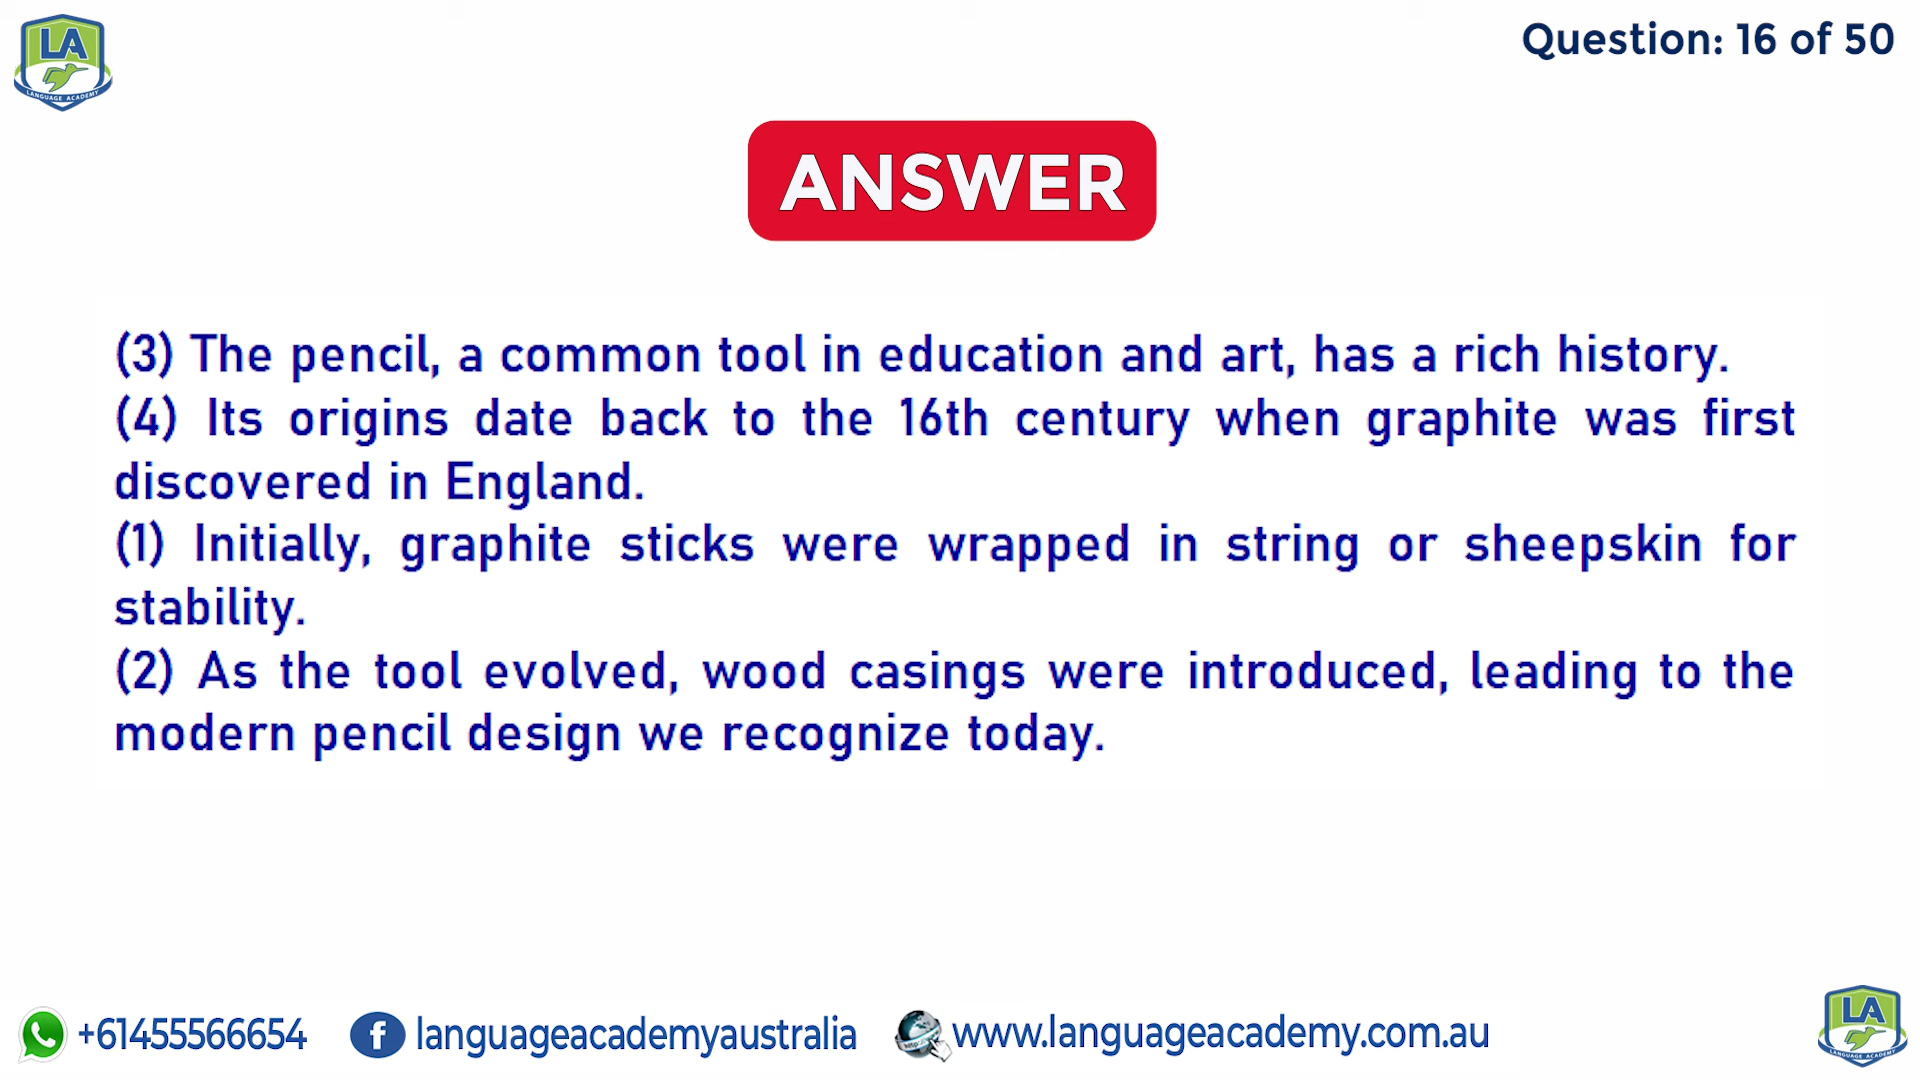 LA
LANGUAGE ACADEMY
Question: 16 of 50
ANSWER
(3) The pencil, a common tool in education and art, has a rich history.
(4) Its origins date back to the 16th century when graphite was first
discovered in England.
(1) Initially, graphite sticks were wrapped in string or sheepskin for
stability.
(2) As the tool evolved, wood casings were introduced, leading to the
modern pencil design we recognize today.
+61455566654
languageacademyaustralia
www.languageacademy.com.au
LA
LANGUAGE ACADEMY